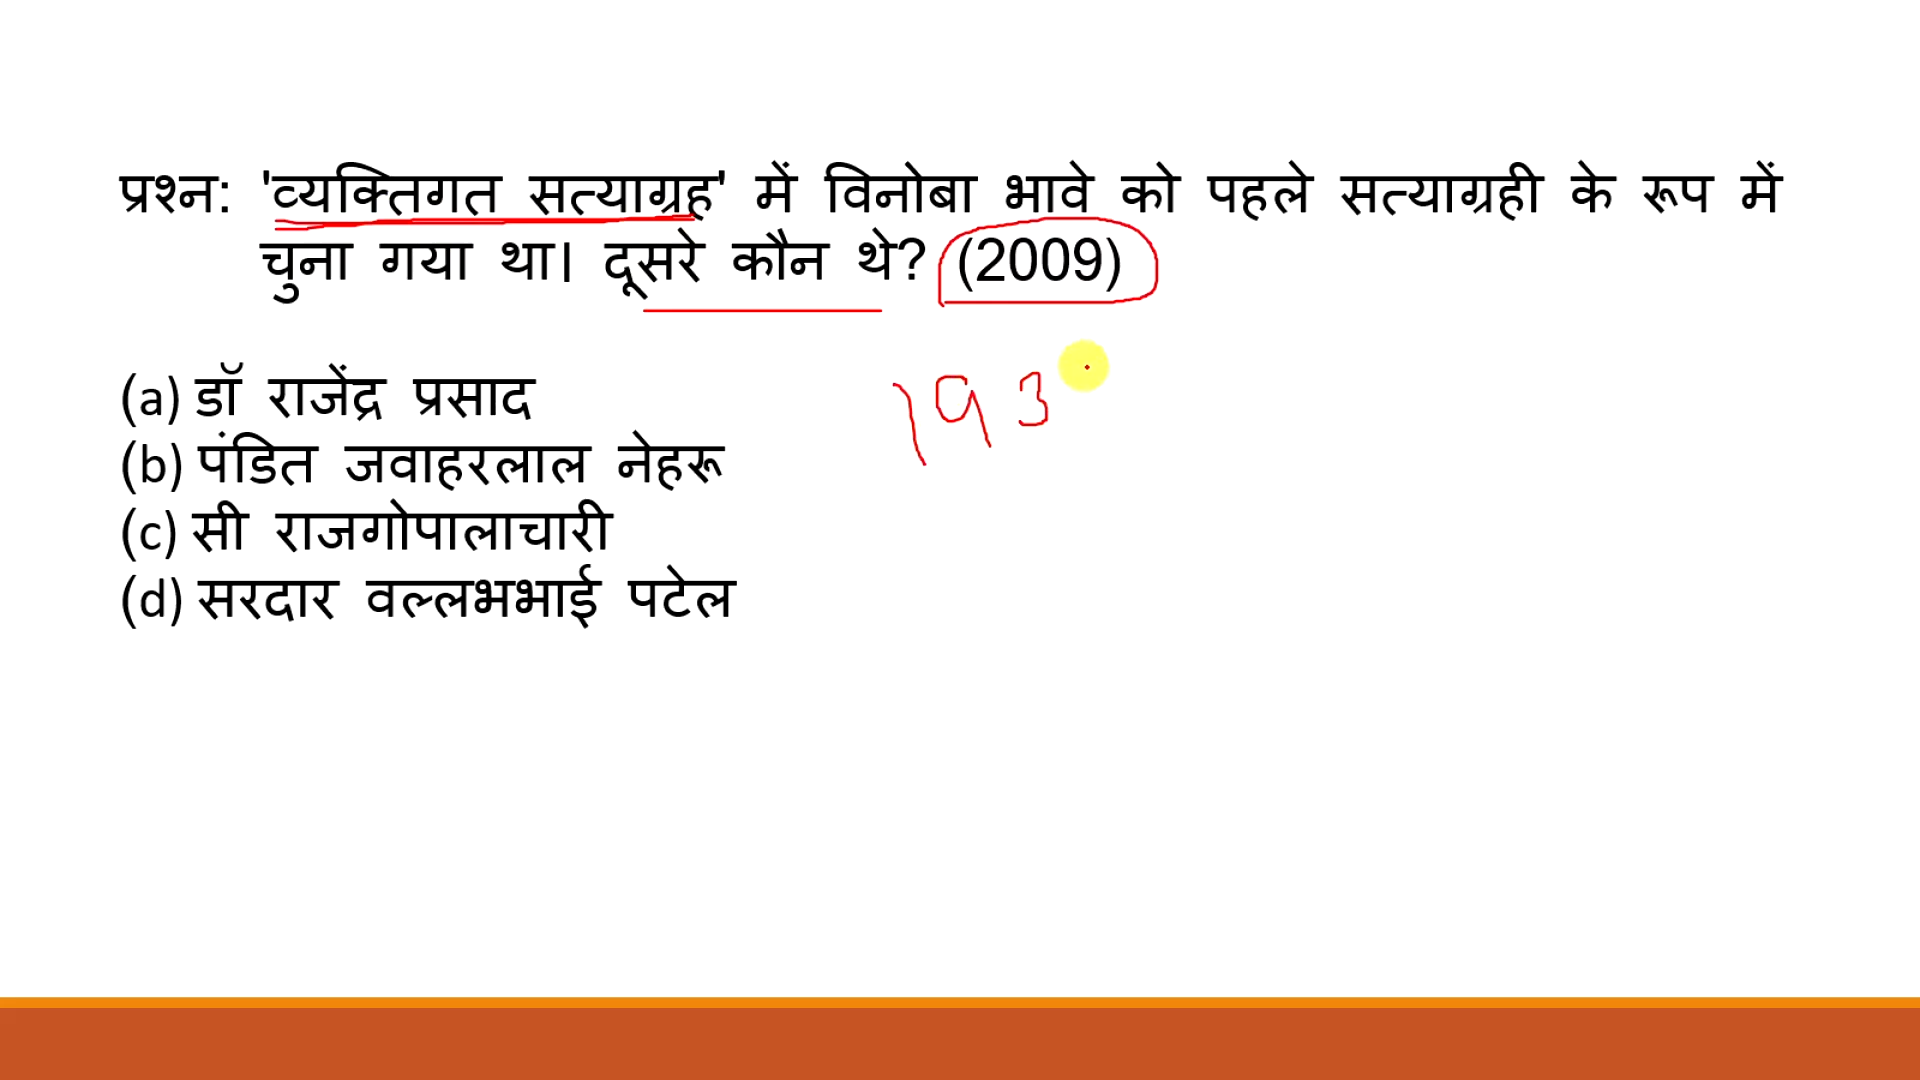 प्रश्न: 'व्यक्तिगत सत्याग्रह' में विनोबा भावे को पहले सत्याग्रही के रूप में
चुना गया था। दूसरे कौन थे? (2009)
193
(a) डॉ राजेंद्र प्रसाद
(b) पंडित जवाहरलाल नेहरू
(c) सी राजगोपालाचारी
(d) सरदार वल्लभभाई पटेल